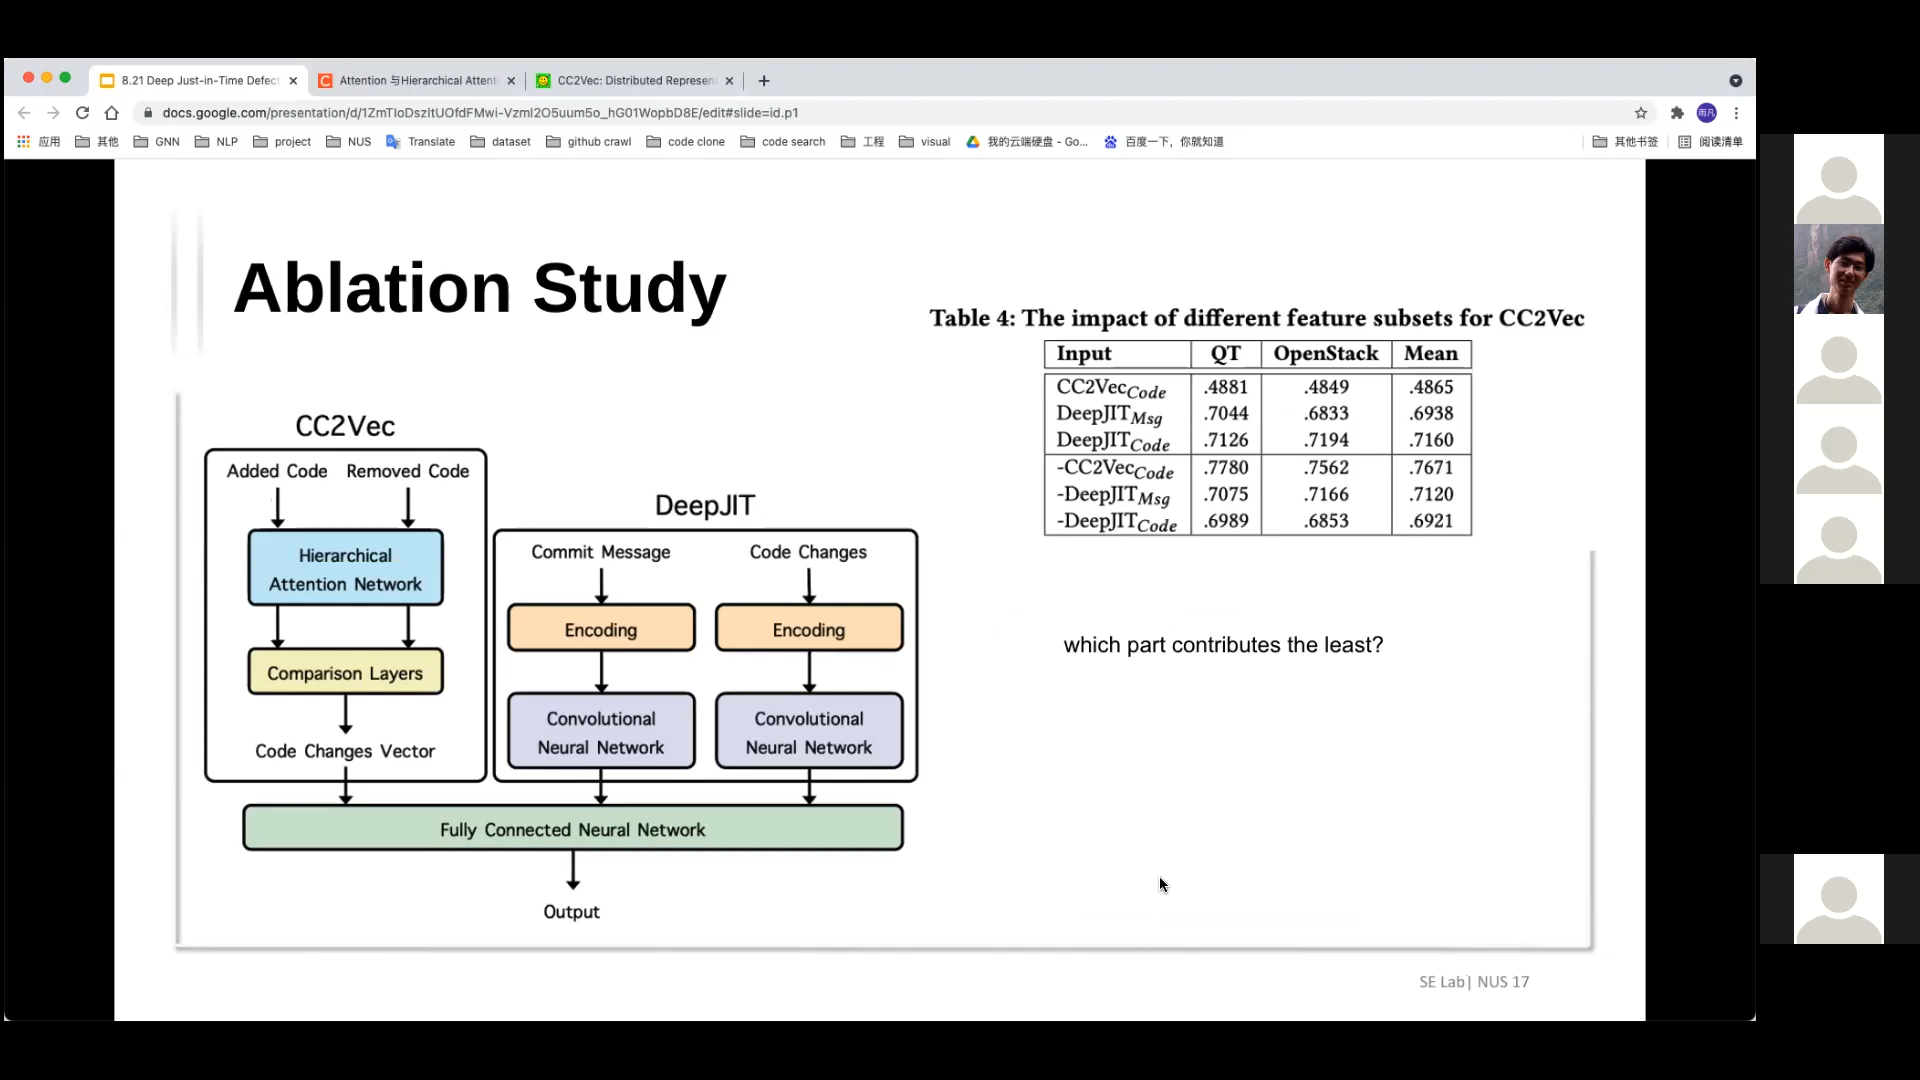 8.21 Deep Just-in-Time Defec
Attention 与Hierarchical Attent
CC2Vec: Distributed Represen
docs.google.com/presentation/d/1ZmTIoDszItUOfdFMwi-Vzml2O5uum5o_hG01WopbD8E/edit#slide=id.p1
雨凡
应用 其他 GNN NLP project NUS Translate dataset github crawl code clone code search 工程 visual 我的云端硬盘 - Go... 百度一下，你就知道 其他书签 阅读清单
Ablation Study
Table 4: The impact of different feature subsets for CC2Vec
Input QT OpenStack Mean
CC2VecCode .4881 .4849 .4865
DeepJITMsg .7044 .6833 .6938
DeepJITCode .7126 .7194 .7160
-CC2VecCode .7780 .7562 .7671
-DeepJITMsg .7075 .7166 .7120
-DeepJITCode .6989 .6853 .6921
CC2Vec
Added Code Removed Code
Hierarchical
Attention Network
Comparison Layers
Code Changes Vector
DeepJIT
Commit Message Code Changes
Encoding Encoding
Convolutional
Neural Network
Convolutional
Neural Network
Fully Connected Neural Network
Output
which part contributes the least?
SE Lab| NUS 17